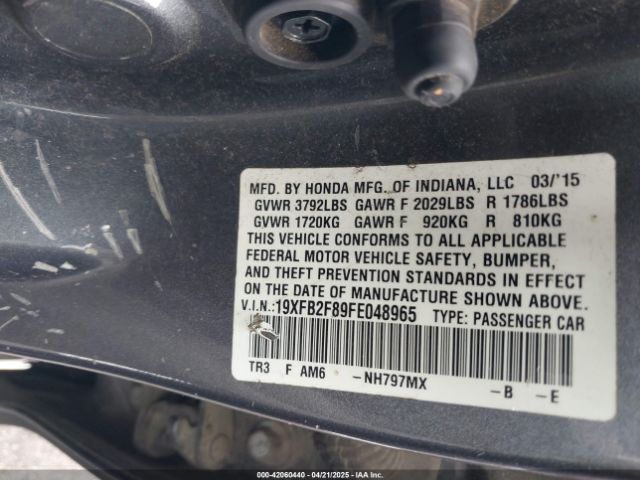 MFD. BY HONDA MFG. OF INDIANA, LLC 03/'15
GVWR 3792LBS GAWR F 2029LBS R 1786LBS
GVWR 1720KG GAWR F 920KG R 810KG
THIS VEHICLE CONFORMS TO ALL APPLICABLE
FEDERAL MOTOR VEHICLE SAFETY, BUMPER,
AND THEFT PREVENTION STANDARDS IN EFFECT
ON THE DATE OF MANUFACTURE SHOWN ABOVE.
V.I.N.:19XFB2F89FE048965 TYPE: PASSENGER CAR
TR3 F AM6 -NH797MX -B -E
000-42060440 - 04/21/2025 - IAAI.COM